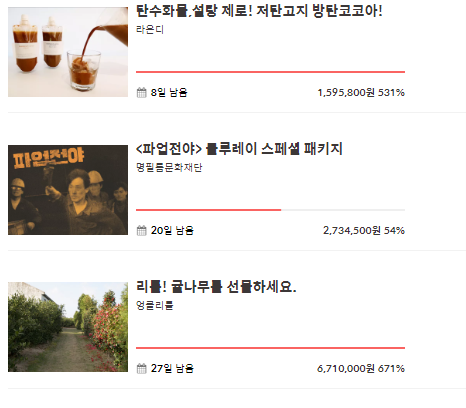 탄수화물,설탕 제로! 저탄고지 방탄코코아!
라온디
8일 남음
1,595,800원 531%
파업전야
<파업전야> 블루레이 스페셜 패키지
명필름문화재단
20일 남음
2,734,500원 54%
리틀! 귤나무를 선물하세요.
영클리틀
27일 남음
6,710,000원 671%